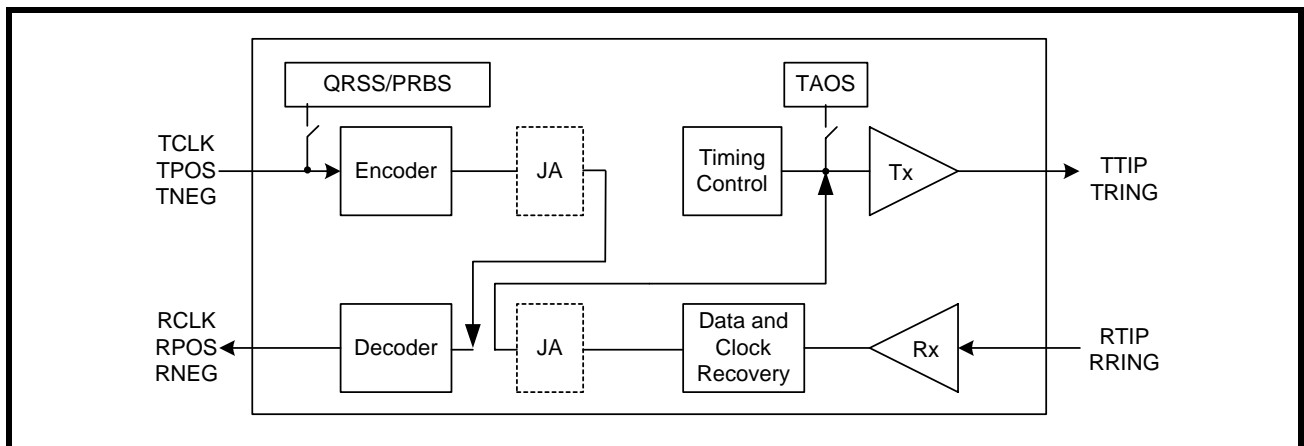 QRSS/PRBS
TAOS
TCLK
TPOS
TNEG
Encoder
JA
Timing
Control
Tx
TTIP
TRING
RCLK
RPOS
RNEG
Decoder
JA
Data and
Clock
Recovery
Rx
RTIP
RRING